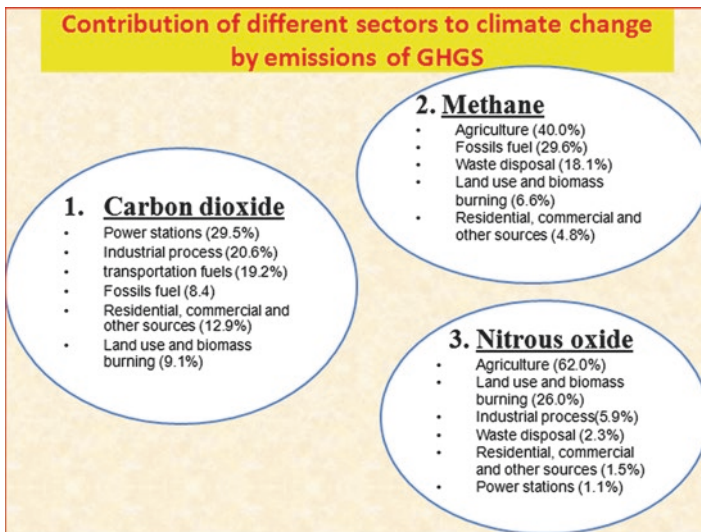 Contribution of different sectors to climate change
by emissions of GHGS
1. Carbon dioxide
• Power stations (29.5%)
• Industrial process (20.6%)
• transportation fuels (19.2%)
• Fossils fuel (8.4)
• Residential, commercial and
other sources (12.9%)
• Land use and biomass
burning (9.1%)
2. Methane
• Agriculture (40.0%)
• Fossils fuel (29.6%)
• Waste disposal (18.1%)
• Land use and biomass
burning (6.6%)
• Residential, commercial and
other sources (4.8%)
3. Nitrous oxide
• Agriculture (62.0%)
• Land use and biomass
burning (26.0%)
• Industrial process(5.9%)
• Waste disposal (2.3%)
• Residential, commercial
and other sources (1.5%)
• Power stations (1.1%)